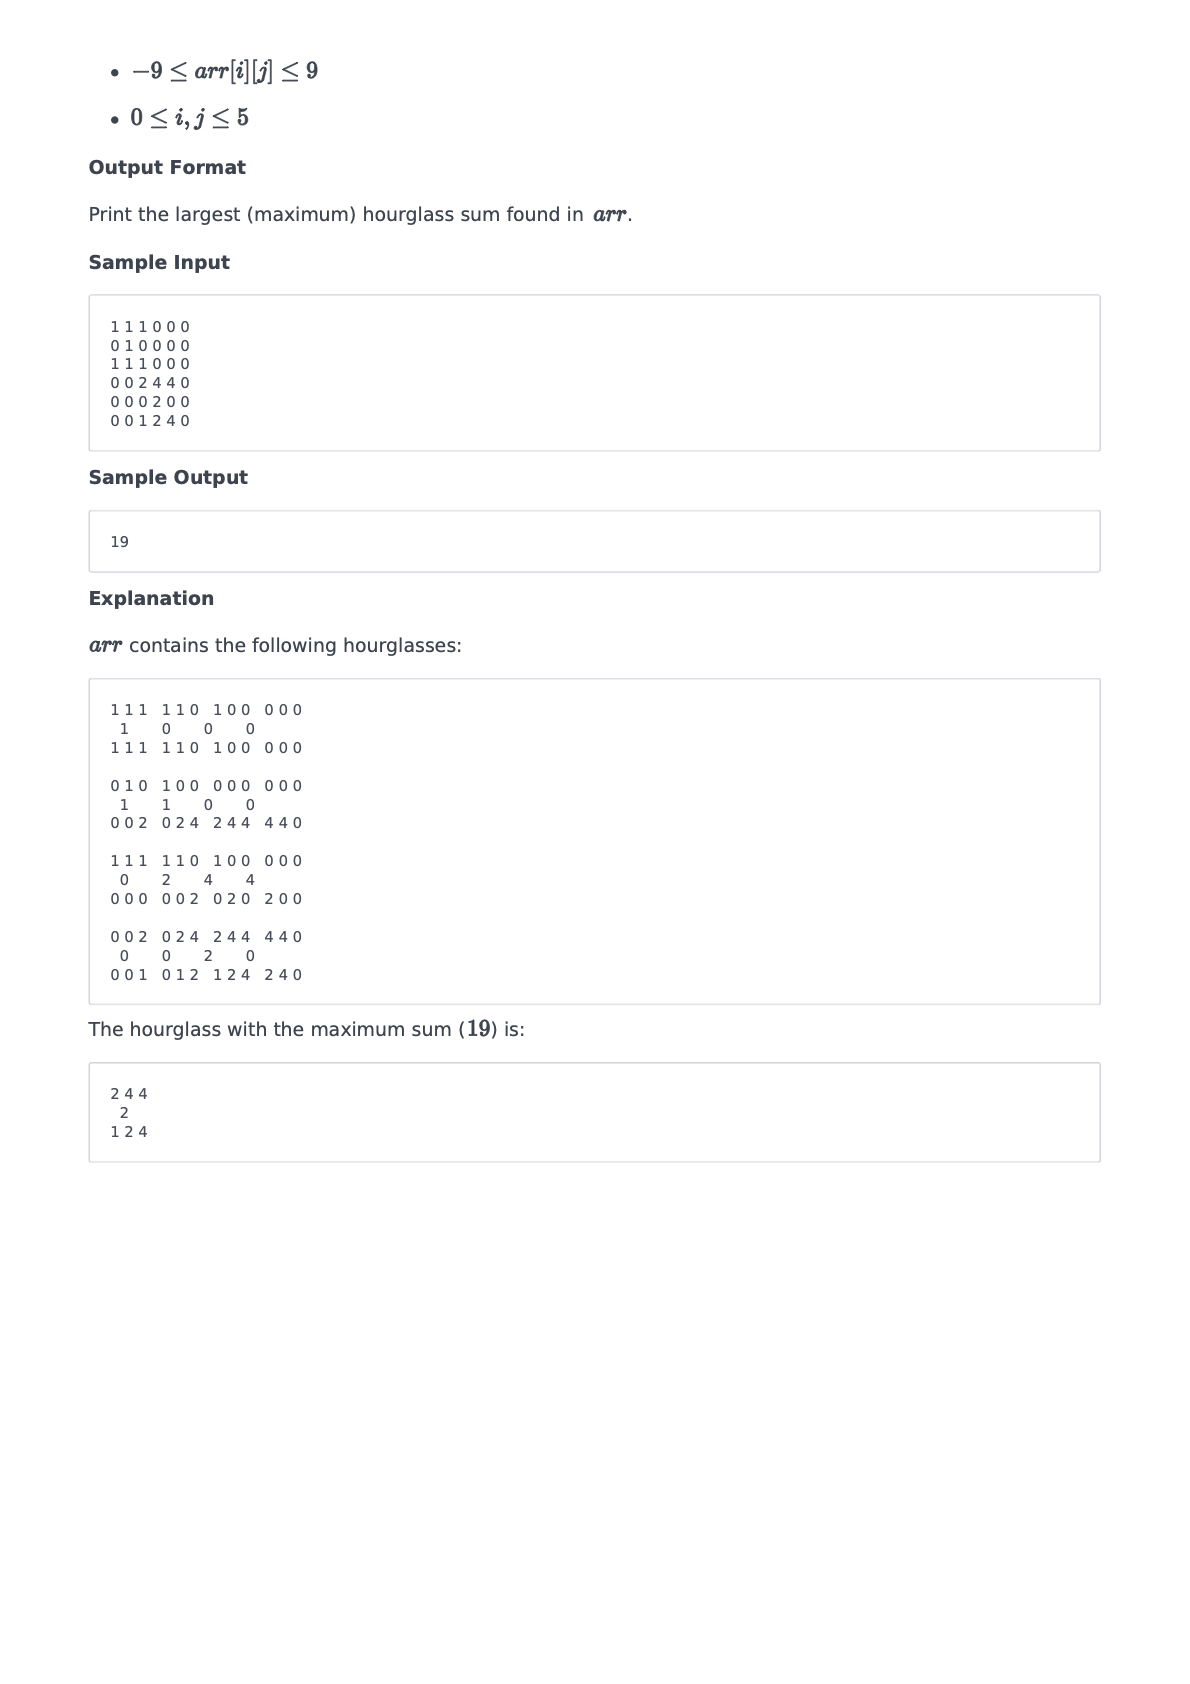 • −9 ≤ arr[i][j] ≤ 9
• 0 ≤ i, j ≤ 5
Output Format
Print the largest (maximum) hourglass sum found in arr.
Sample Input
1 1 1 0 0 0
0 1 0 0 0 0
1 1 1 0 0 0
0 0 2 4 4 0
0 0 0 2 0 0
0 0 1 2 4 0
Sample Output
19
Explanation
arr contains the following hourglasses:
1 1 1   1 1 0   1 0 0   0 0 0
  1       0       0       0
1 1 1   1 1 0   1 0 0   0 0 0
0 1 0   1 0 0   0 0 0   0 0 0
  1       1       0       0
0 0 2   0 2 4   2 4 4   4 4 0
1 1 1   1 1 0   1 0 0   0 0 0
  0       2       4       4
0 0 0   0 0 2   0 2 0   2 0 0
0 0 2   0 2 4   2 4 4   4 4 0
  0       0       2       0
0 0 1   0 1 2   1 2 4   2 4 0
The hourglass with the maximum sum (19) is:
2 4 4
  2
1 2 4